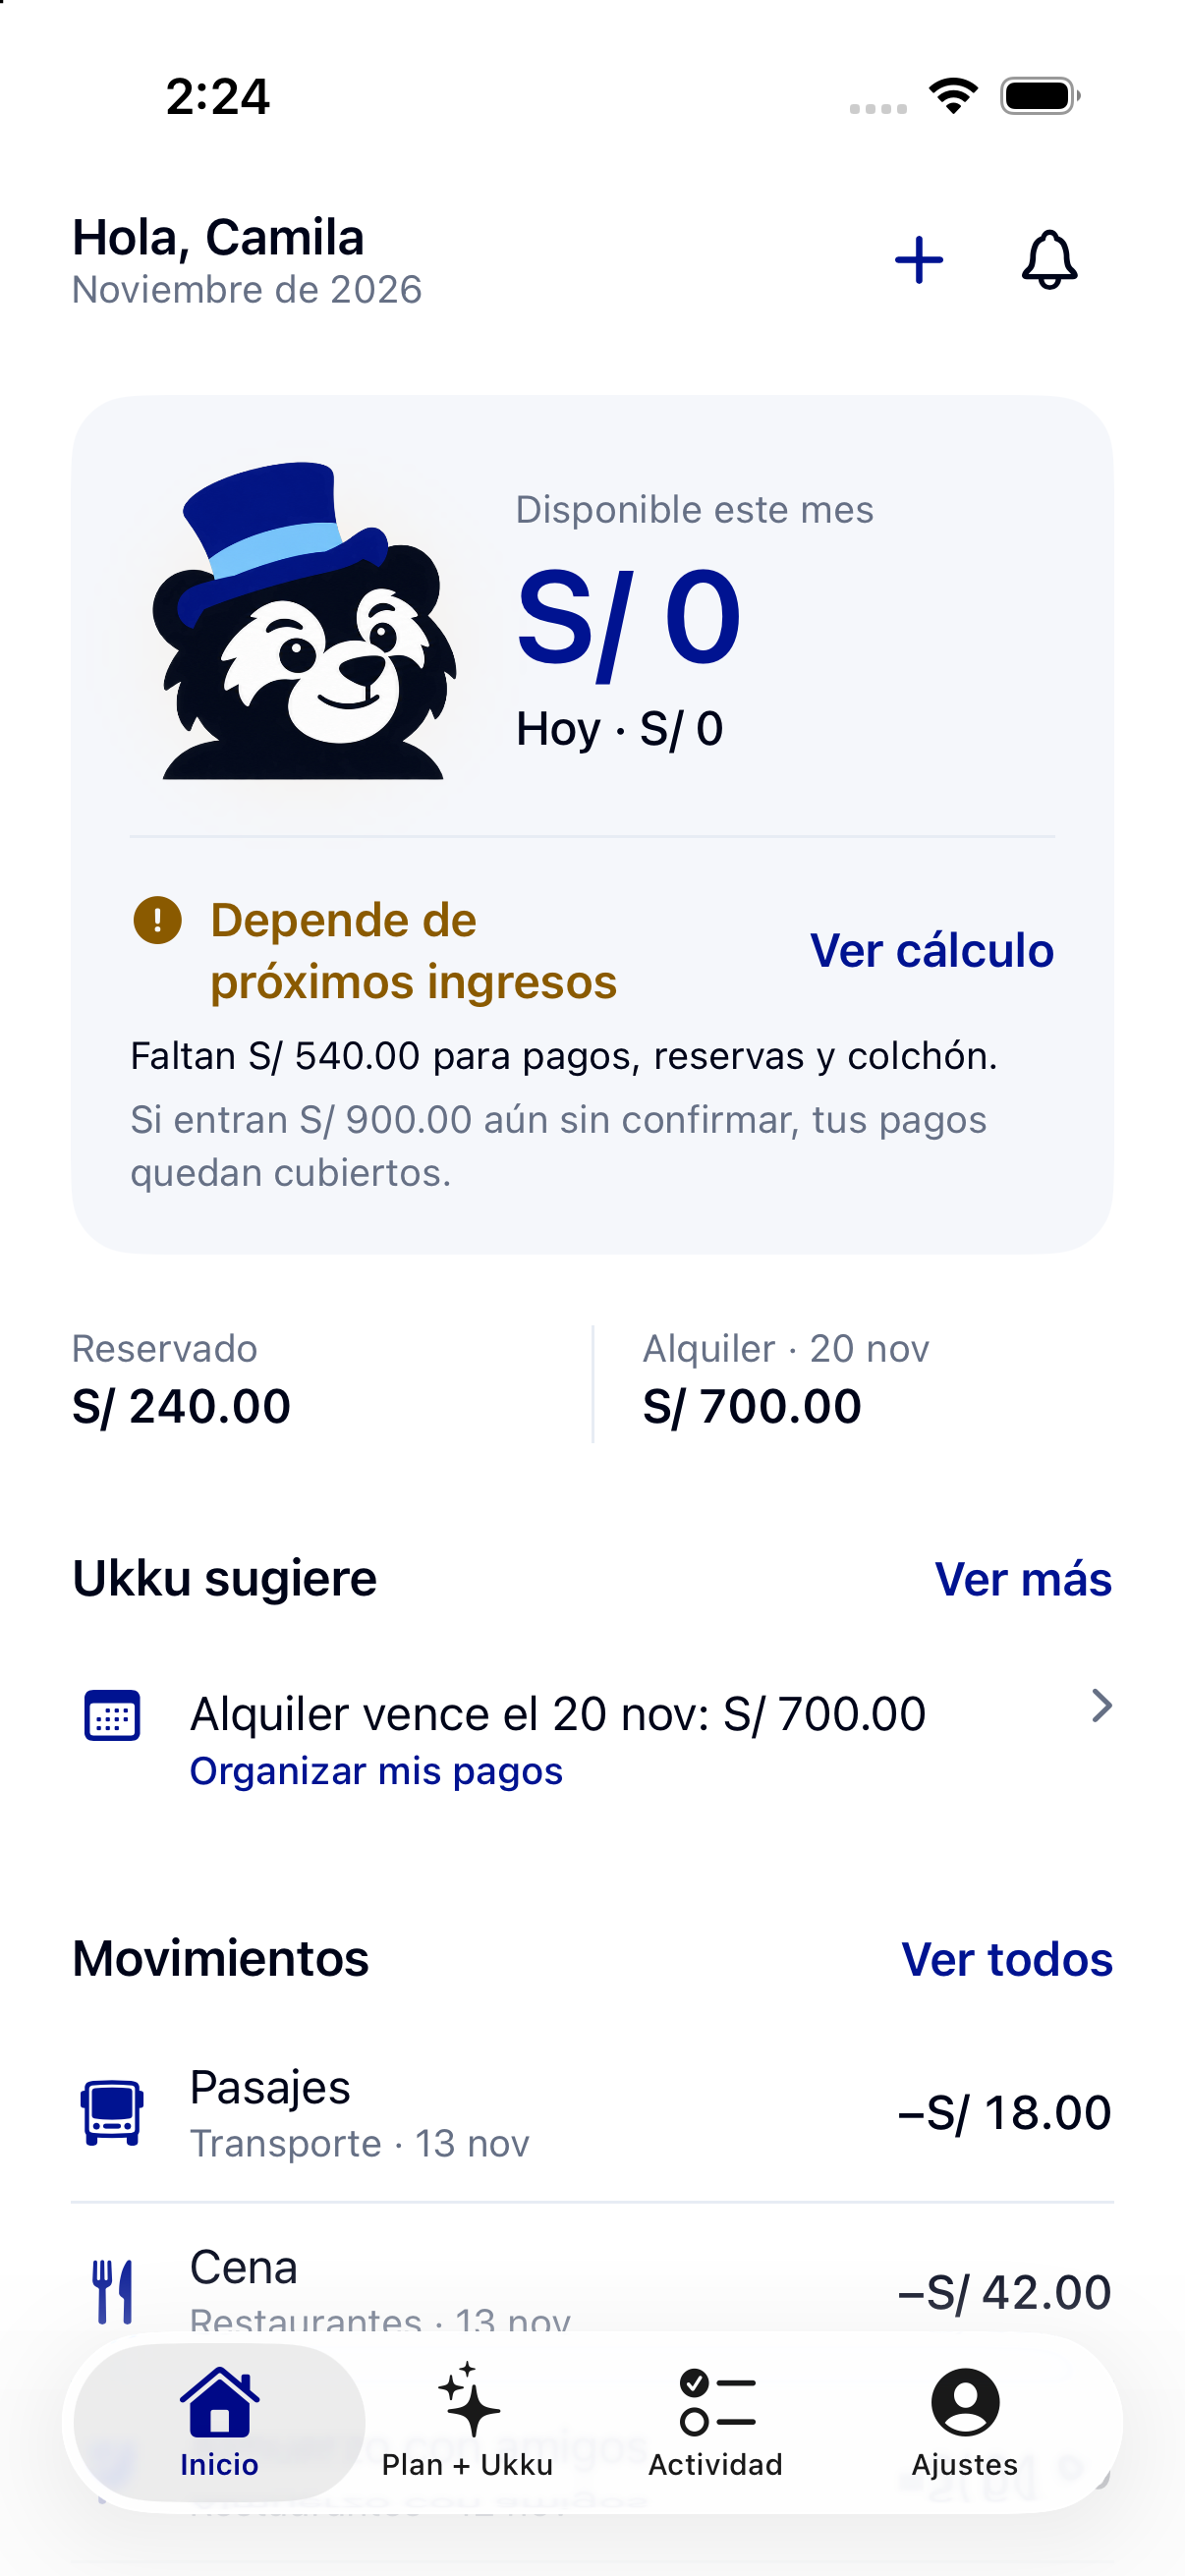 2:24
Hola, Camila
Noviembre de 2026
Disponible este mes
S/ 0
Hoy · S/ 0
Depende de
próximos ingresos
Ver cálculo
Faltan S/ 540.00 para pagos, reservas y colchón.
Si entran S/ 900.00 aún sin confirmar, tus pagos
quedan cubiertos.
Reservado
S/ 240.00
Alquiler · 20 nov
S/ 700.00
Ukku sugiere
Ver más
Alquiler vence el 20 nov: S/ 700.00
Organizar mis pagos
Movimientos
Ver todos
Pasajes
Transporte · 13 nov
–S/ 18.00
Cena
Restaurantes · 13 nov
–S/ 42.00
con amigos
Inicio
Plan + Ukku
Actividad
Ajustes